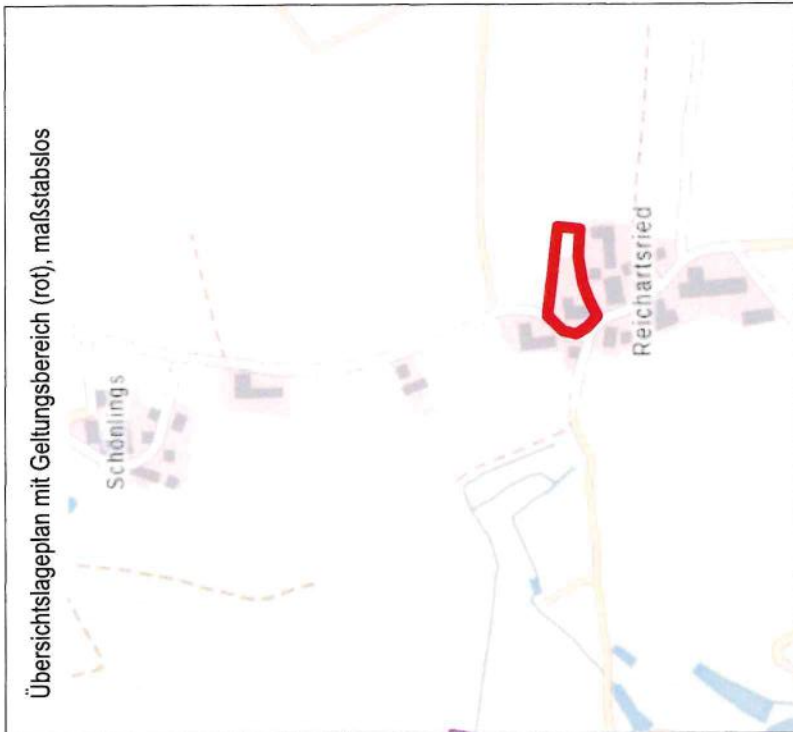 Übersichtslageplan mit Geltungsbereich (rot), maßstabslos
Schönlings
Reichartsried